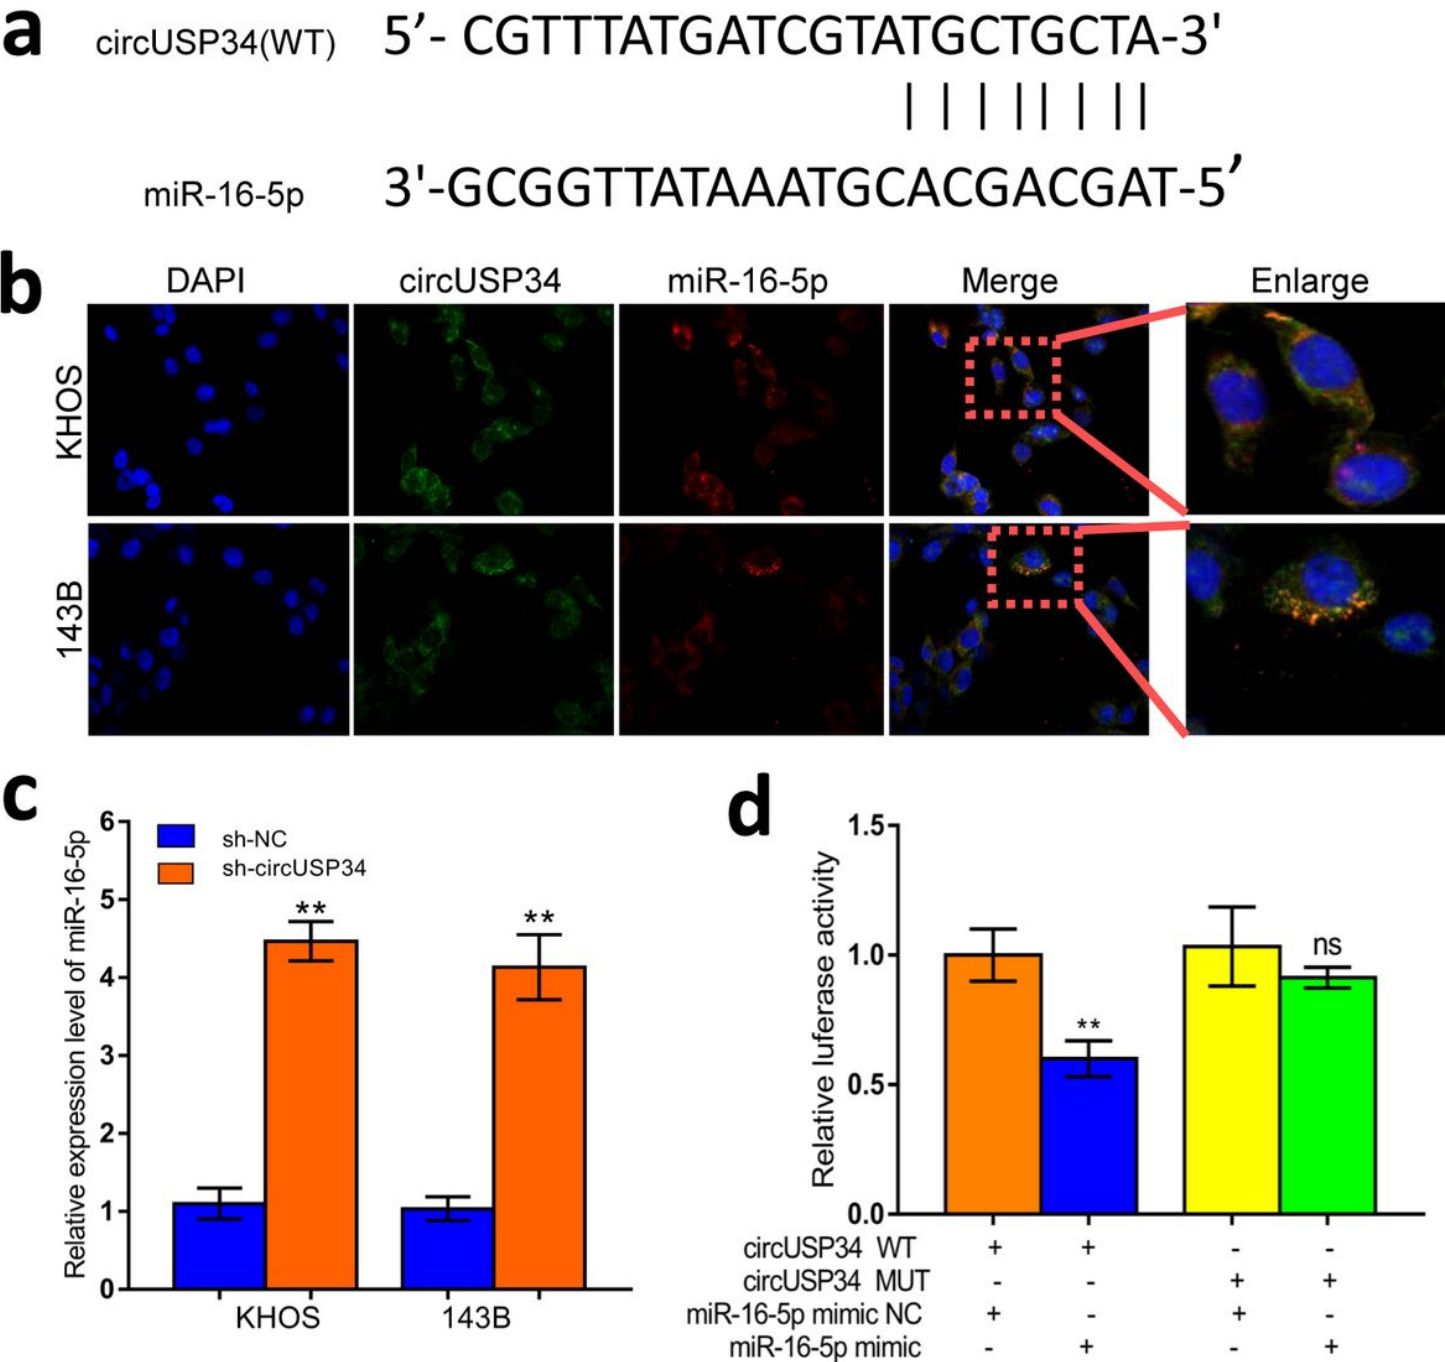 a
circUSP34(WT) 5’- CGTTTATGATCGTATGCTGCTA-3'
miR-16-5p 3'-GCGGTTATAAATGCACGACGAT-5’
b
DAPI circUSP34 miR-16-5p Merge Enlarge
KHOS
143B
c
Relative expression level of miR-16-5p
6
5
4
3
2
1
0
sh-NC
sh-circUSP34
**
**
KHOS 143B
d
Relative luferase activity
1.5
1.0
0.5
0.0
**
ns
circUSP34 WT + + - -
circUSP34 MUT - - + +
miR-16-5p mimic NC + - + -
miR-16-5p mimic - + - +